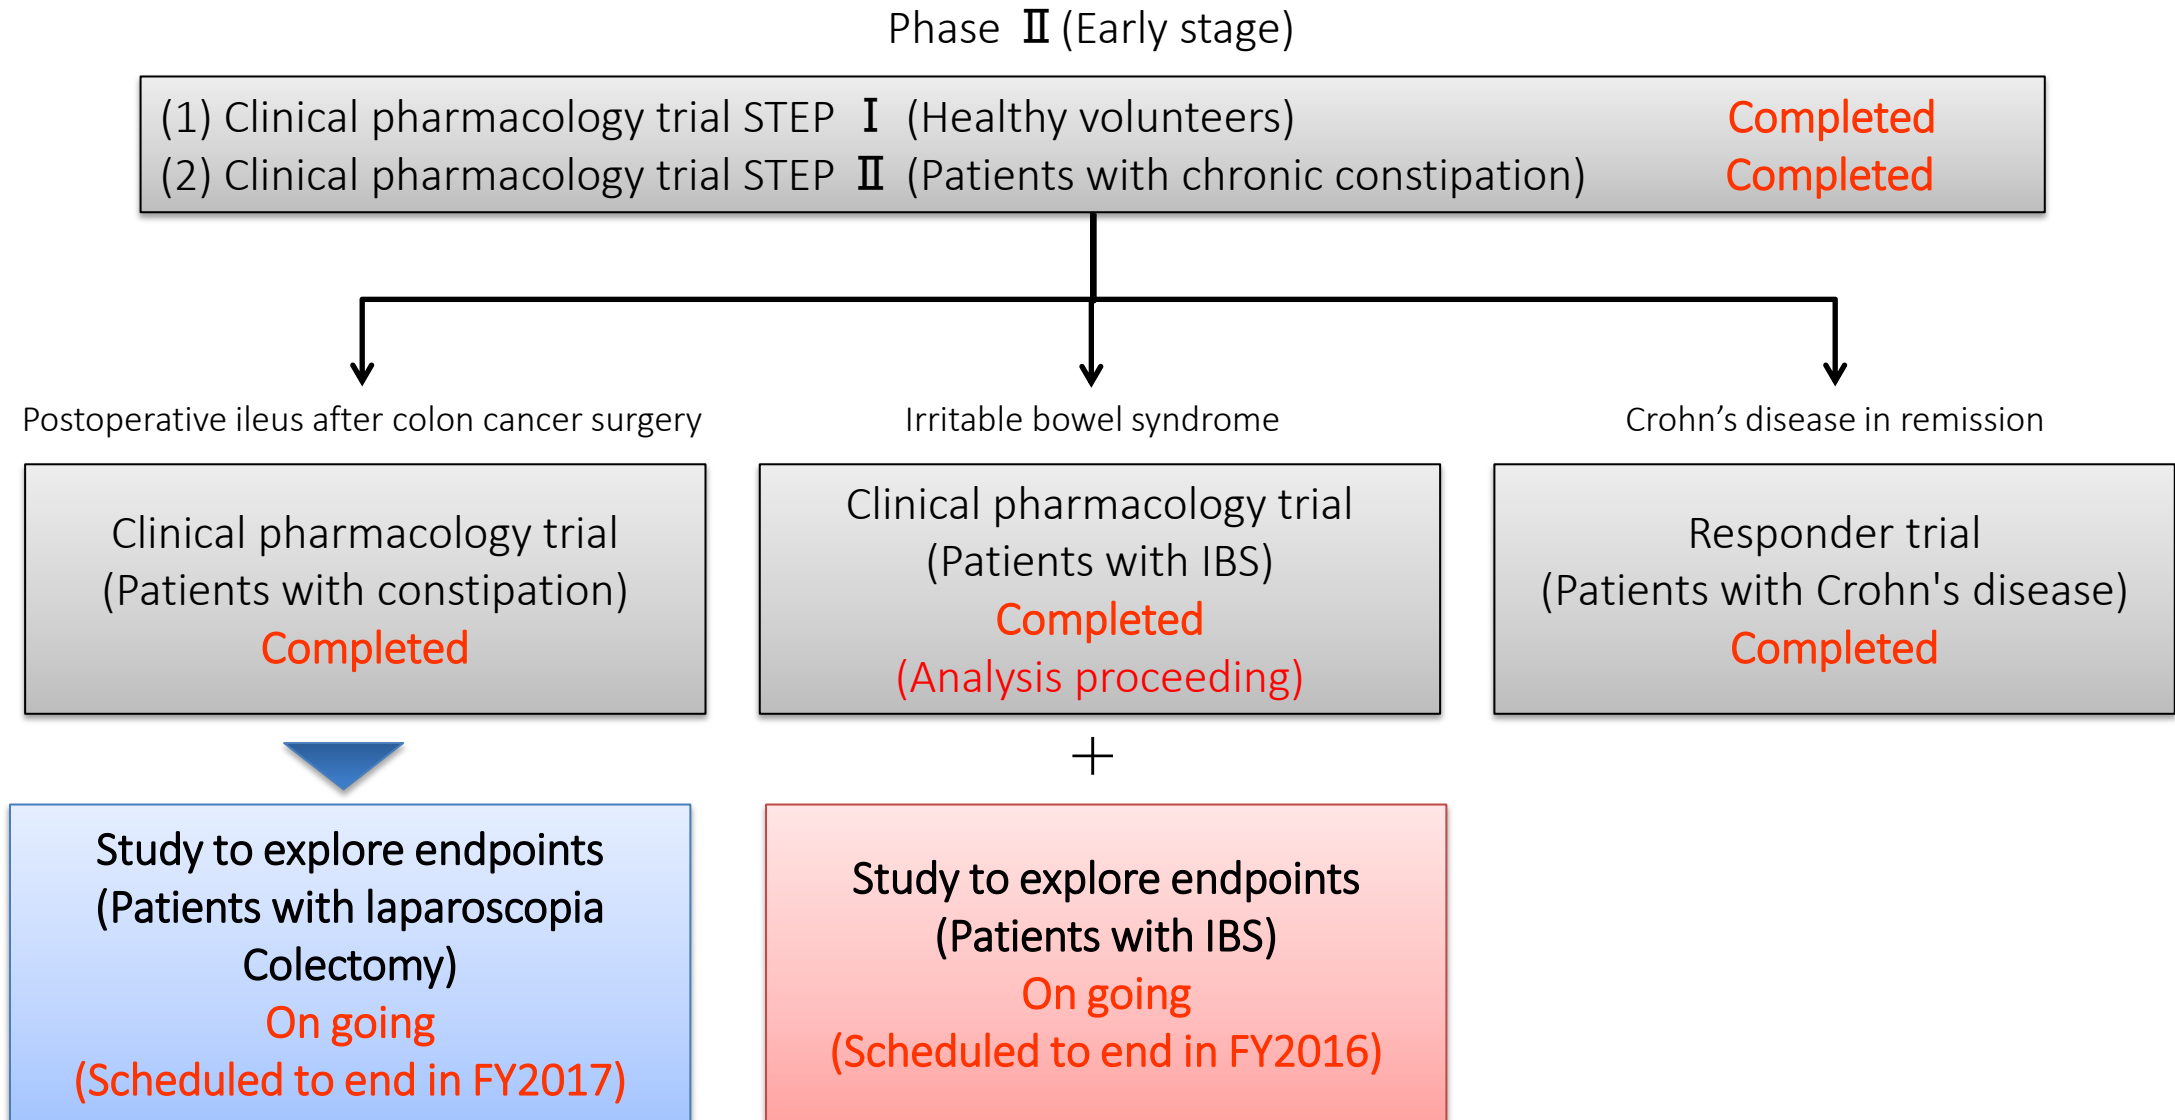 Phase Ⅱ (Early stage)
(1) Clinical pharmacology trial STEP Ⅰ (Healthy volunteers) Completed
(2) Clinical pharmacology trial STEP Ⅱ (Patients with chronic constipation) Completed
Postoperative ileus after colon cancer surgery
Clinical pharmacology trial
(Patients with constipation)
Completed
Study to explore endpoints
(Patients with laparoscopia
Colectomy)
On going
(Scheduled to end in FY2017)
Irritable bowel syndrome
Clinical pharmacology trial
(Patients with IBS)
Completed
(Analysis proceeding)
+
Study to explore endpoints
(Patients with IBS)
On going
(Scheduled to end in FY2016)
Crohn’s disease in remission
Responder trial
(Patients with Crohn's disease)
Completed